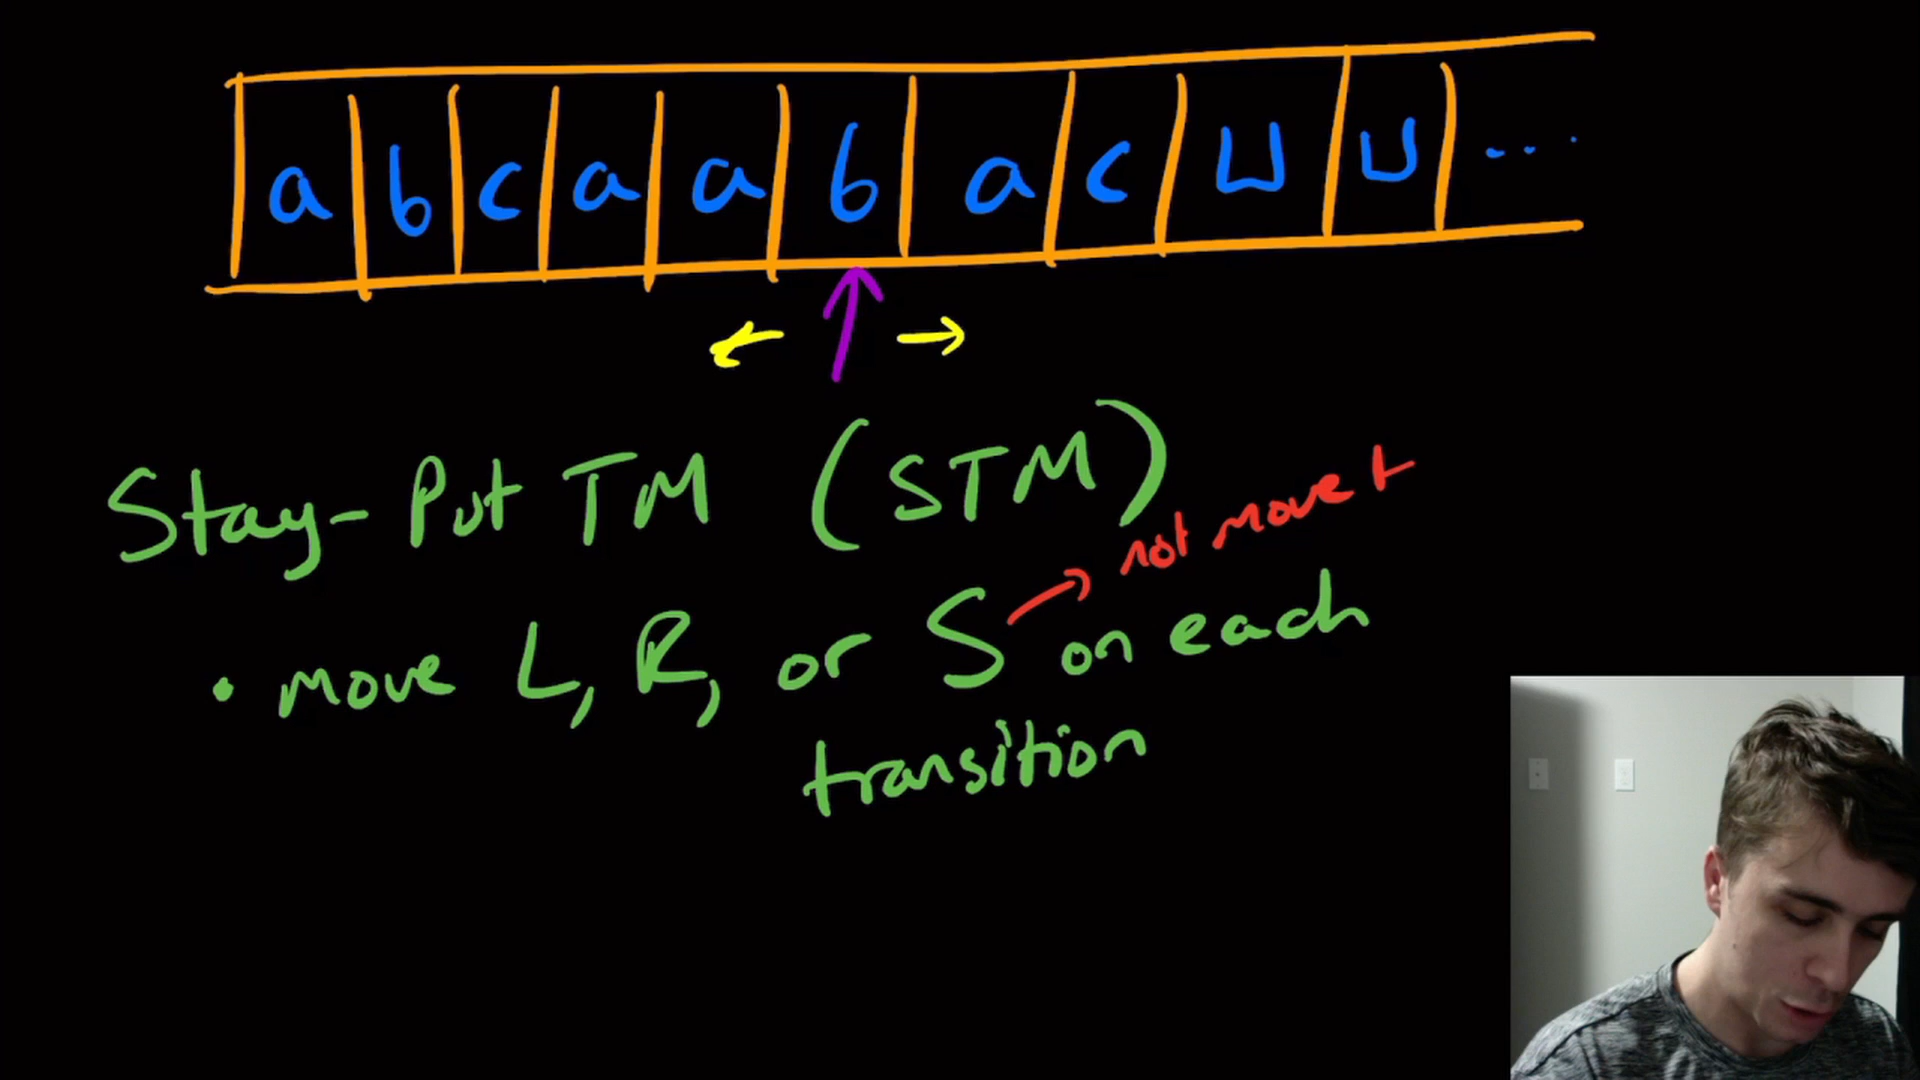 a b c a a b a c ⊔ ⊔ ...
Stay-Put TM (STM)
not move
• move L, R, or S on each
transition